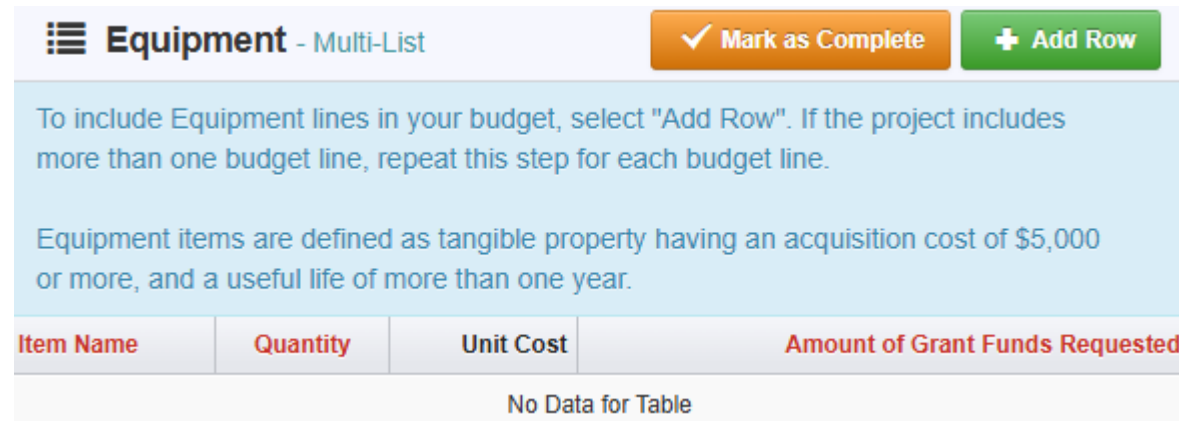 Equipment - Multi-List
Mark as Complete
Add Row
To include Equipment lines in your budget, select "Add Row". If the project includes
more than one budget line, repeat this step for each budget line.
Equipment items are defined as tangible property having an acquisition cost of $5,000
or more, and a useful life of more than one year.
Item Name Quantity Unit Cost Amount of Grant Funds Requested
No Data for Table